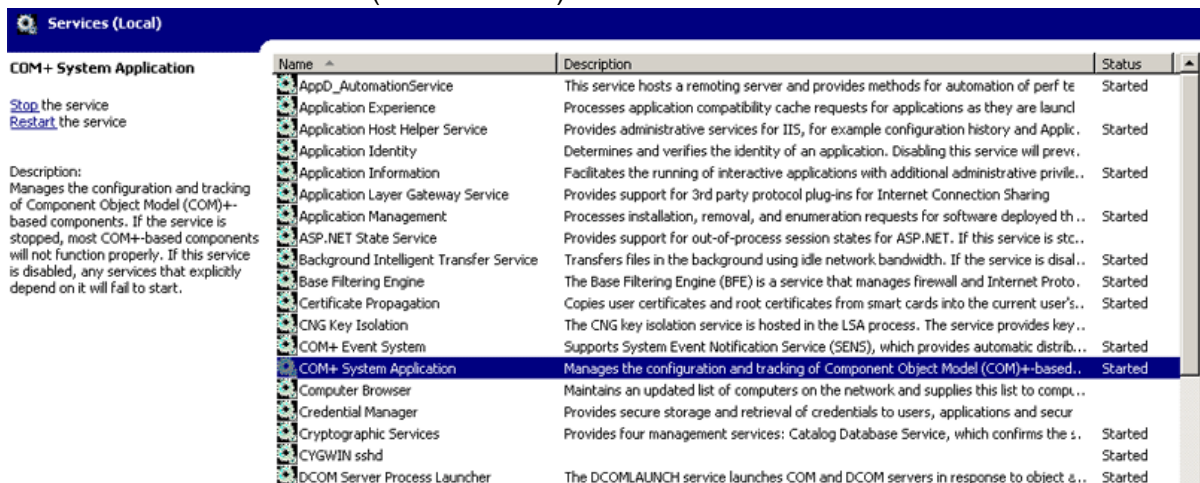 Services (Local)
COM+ System Application
Stop the service
Restart the service
Description:
Manages the configuration and tracking
of Component Object Model (COM)+-
based components. If the service is
stopped, most COM+-based components
will not function properly. If this service
is disabled, any services that explicitly
depend on it will fail to start.
Name Description Status
AppD_AutomationService This service hosts a remoting server and provides methods for automation of perf te Started
Application Experience Processes application compatibility cache requests for applications as they are
Application Host Helper Service Provides administrative services for IIS, for example configuration history and Applic. Started
Application Identity Determines and verifies the identity of an application. Disabling this service will preve.
Application Information Facilitates the running of interactive applications with additional administrative privile.. Started
Application Layer Gateway Service Provides support for 3rd party protocol plug-ins for Internet Connection Sharing
Application Management Processes installation, removal, and enumeration requests for software deployed th.. Started
ASP.NET State Service Provides support for out-of-process session states for ASP.NET. If this service is
Background Intelligent Transfer Service Transfers files in the background using idle network bandwidth. If the service is disal.. Started
Base Filtering Engine The Base Filtering Engine (BFE) is a service that manages firewall and Internet Proto. Started
Certificate Propagation Copies user certificates and root certificates from smart cards into the current user's.. Started
CNG Key Isolation The CNG key isolation service is hosted in the LSA process. The service provides key..
COM+ Event System Supports System Event Notification Service (SENS), which provides automatic distrib... Started
COM+ System Application Manages the configuration and tracking of Component Object Model (COM)+-based.. Started
Computer Browser Maintains an updated list of computers on the network and supplies this list to
Credential Manager Provides secure storage and retrieval of credentials to users, applications and secur
Cryptographic Services Provides four management services: Catalog Database Service, which confirms the Started
CYGWIN sshd Started
DCOM Server Process Launcher The DCOMLAUNCH service launches COM and DCOM servers in response to object Started